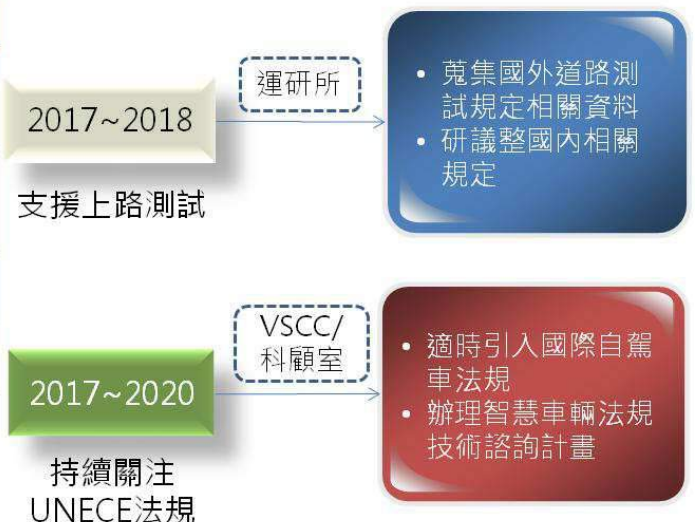 2017~2018
支援上路測試
運研所
• 蒐集國外道路測
試規定相關資料
• 研議整國內相關
規定
2017~2020
持續關注
UNECE法規
VSCC/
科顧室
• 適時引入國際自駕
車法規
• 辦理智慧車輛法規
技術諮詢計畫